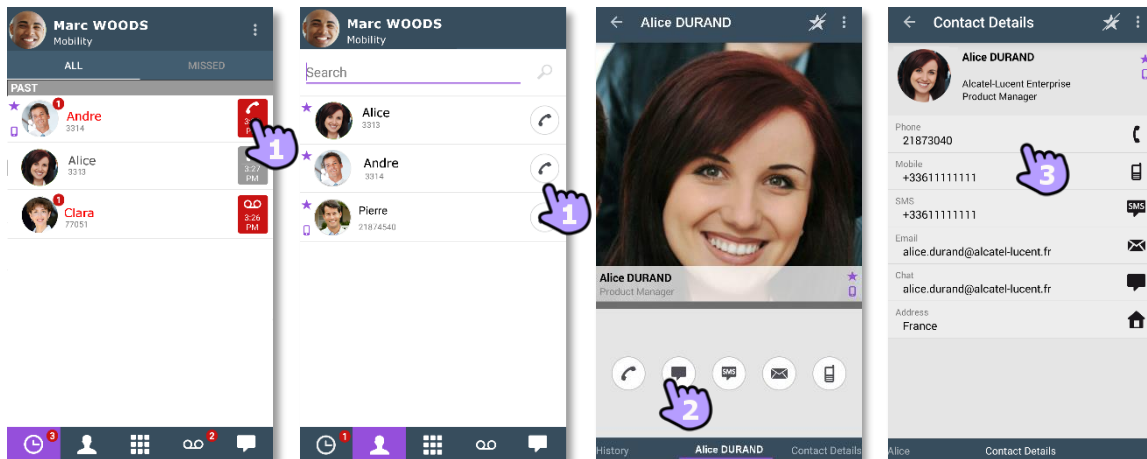 Marc WOODS
Mobility
ALL
MISSED
PAST
1
Andre
3314
1
Alice
3313
3:27
PM
1
Clara
77051
3:26
PM
3
2
Marc WOODS
Mobility
Search
Alice
3313
Andre
3314
1
Pierre
21874540
1
Alice DURAND
Alice DURAND
Product Manager
SMS
2
History
Alice DURAND
Contact Details
Contact Details
Alice DURAND
Alcatel-Lucent Enterprise
Product Manager
Phone
21873040
3
Mobile
+33611111111
SMS
+33611111111
SMS
Email
alice.durand@alcatel-lucent.fr
Chat
alice.durand@alcatel-lucent.fr
Address
France
Alice
Contact Details